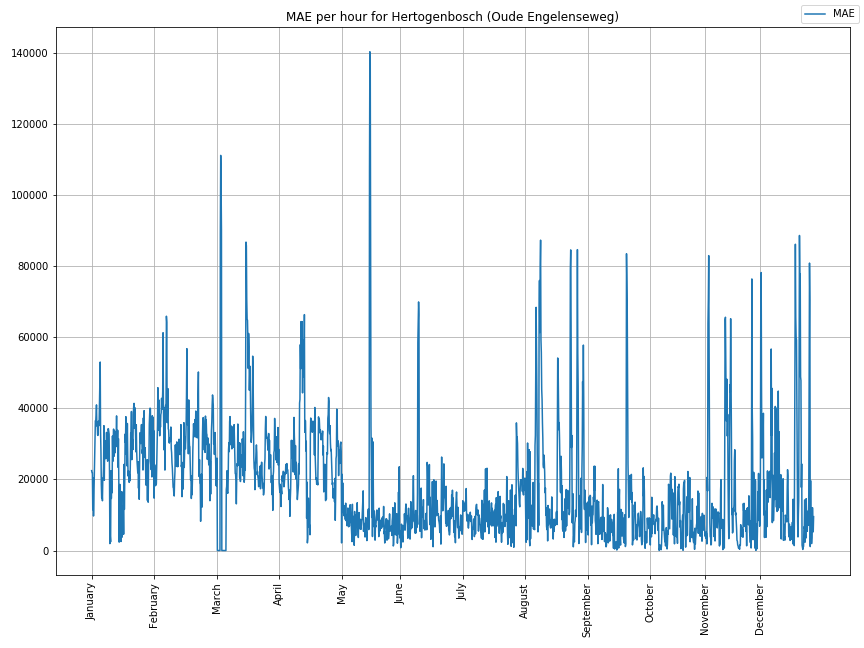 MAE per hour for Hertogenbosch (Oude Engelenseweg)
MAE
140000
120000
100000
80000
60000
40000
20000
0
January
February
March
April
May
June
July
August
September
October
November
December